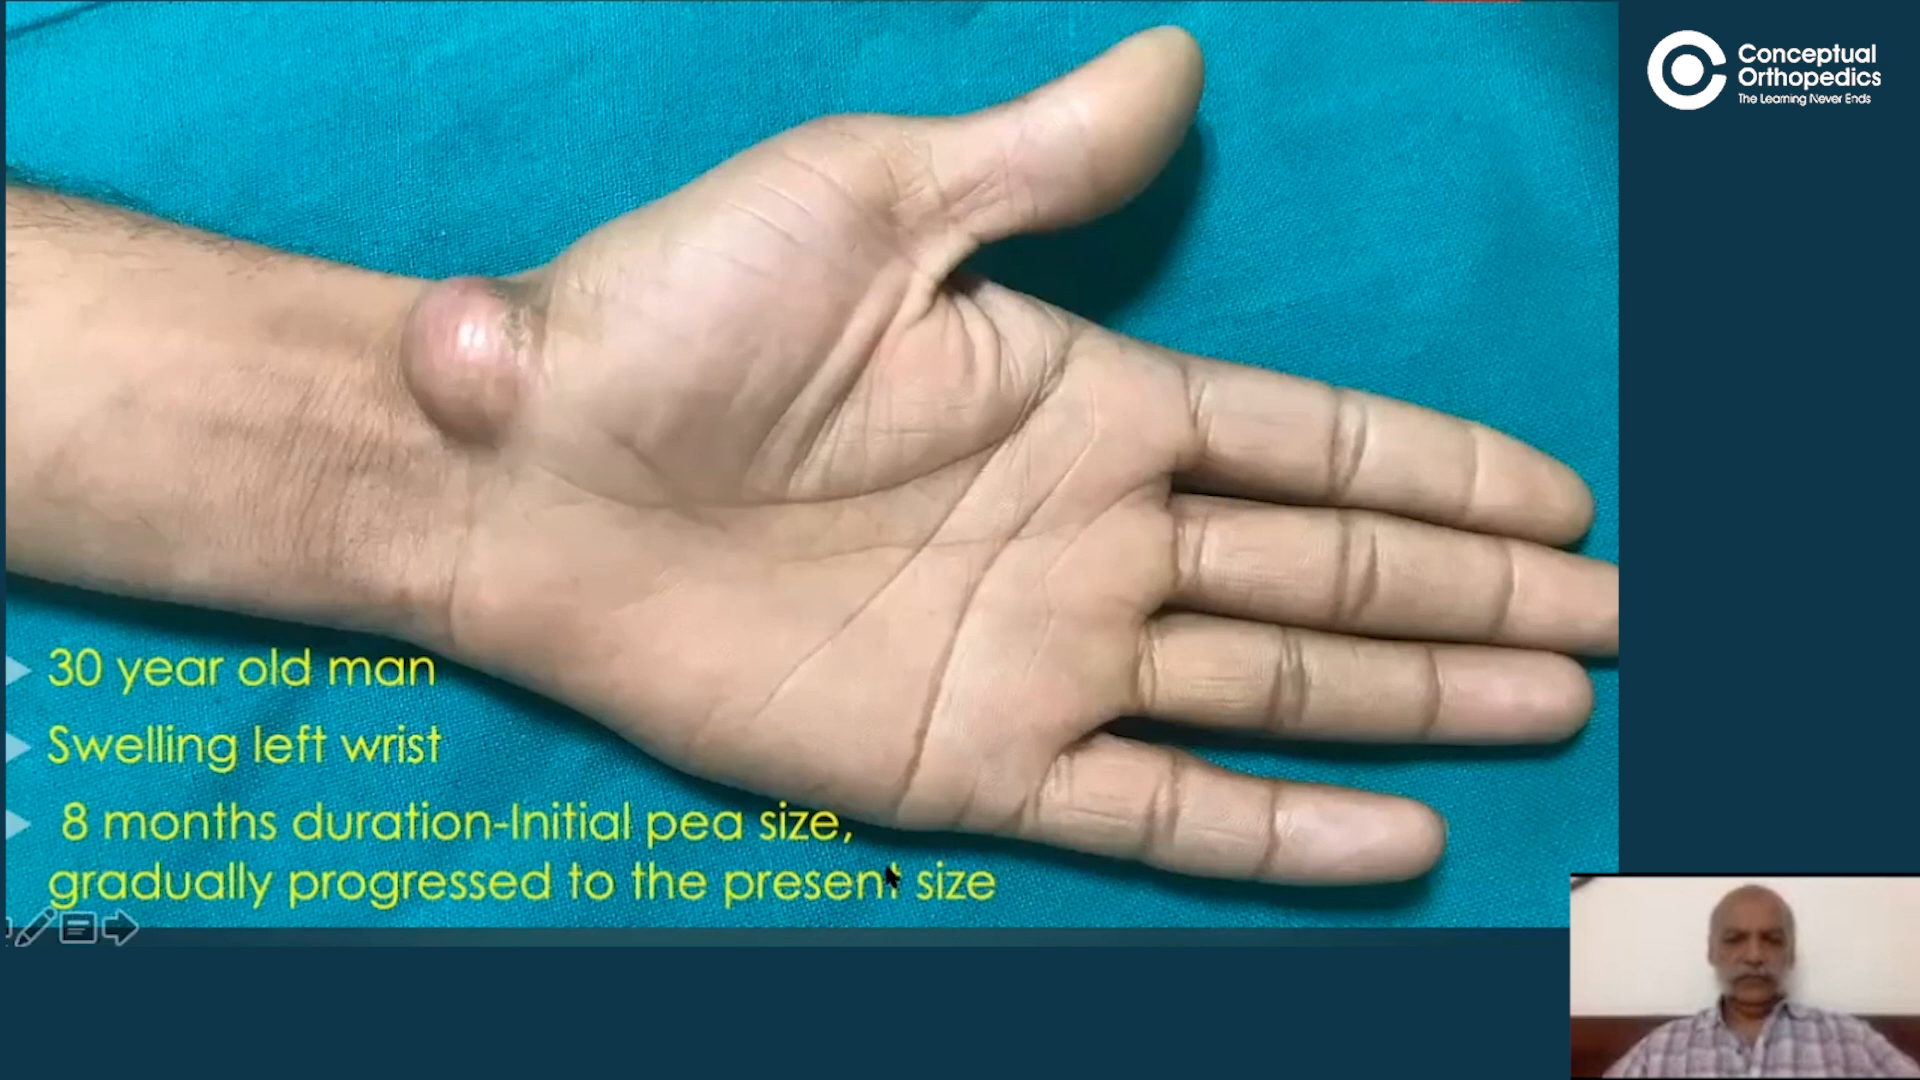 Conceptual
Orthopedics
The Learning Never Ends
30 year old man
Swelling left wrist
8 months duration-Initial pea size,
gradually progressed to the present size